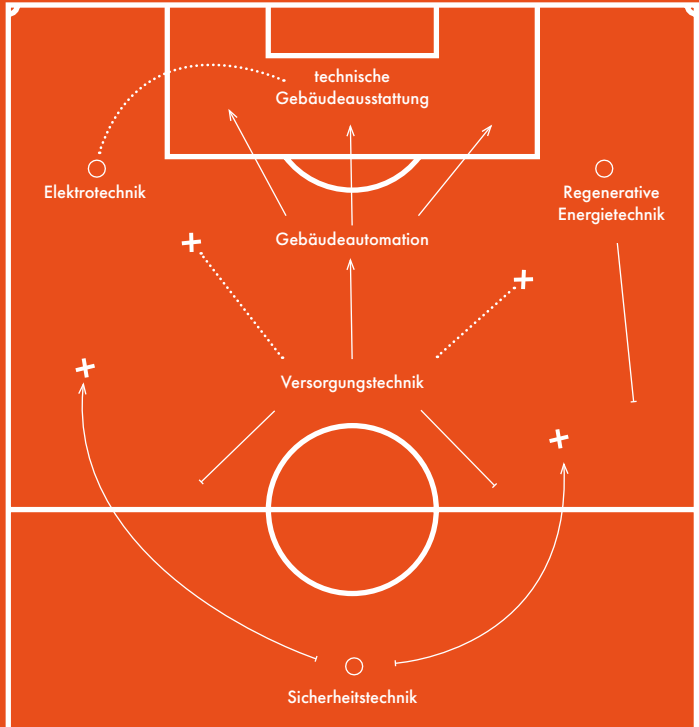 technische
Gebäudeausstattung
Elektrotechnik
Regenerative
Energietechnik
Gebäudeautomation
Versorgungstechnik
Sicherheitstechnik